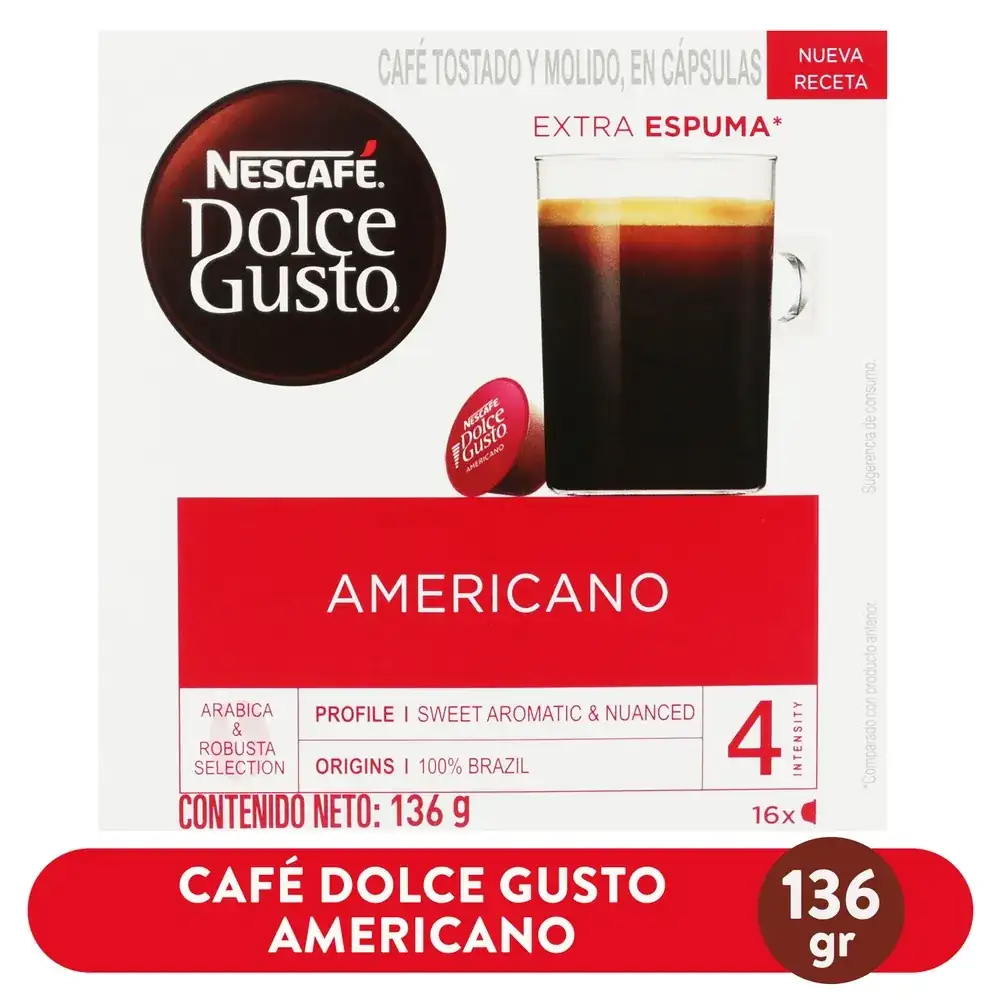 CAFÉ TOSTADO Y MOLIDO, EN CÁPSULAS
NUEVA
RECETA
EXTRA ESPUMA*
NESCAFÉ.
Dolce
Gusto.
NESCAFÉ
Dolce
Gusto
AMERICANO
Sugerencia de consumo.
AMERICANO
ARABICA
&
ROBUSTA
SELECTION
PROFILE | SWEET AROMATIC & NUANCED
ORIGINS | 100% BRAZIL
4
INTENSITY
*Comparado con producto anterior.
CONTENIDO NETO: 136 g
16x
CAFÉ DOLCE GUSTO
AMERICANO
136
gr